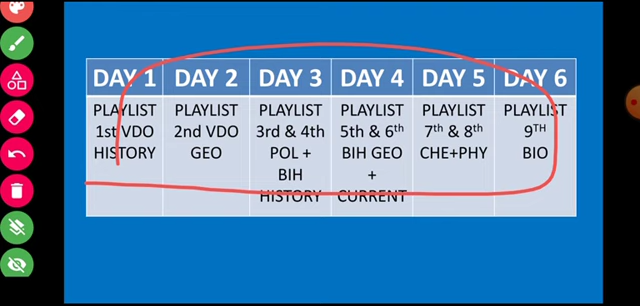 DAY 1 DAY 2 DAY 3 DAY 4 DAY 5 DAY 6
PLAYLIST PLAYLIST PLAYLIST PLAYLIST PLAYLIST PLAYLIST
1st VDO 2nd VDO 3rd & 4th 5th & 6th 7th & 8th 9TH
HISTORY GEO POL + BIH GEO CHE+PHY BIO
BIH +
HISTORY CURRENT